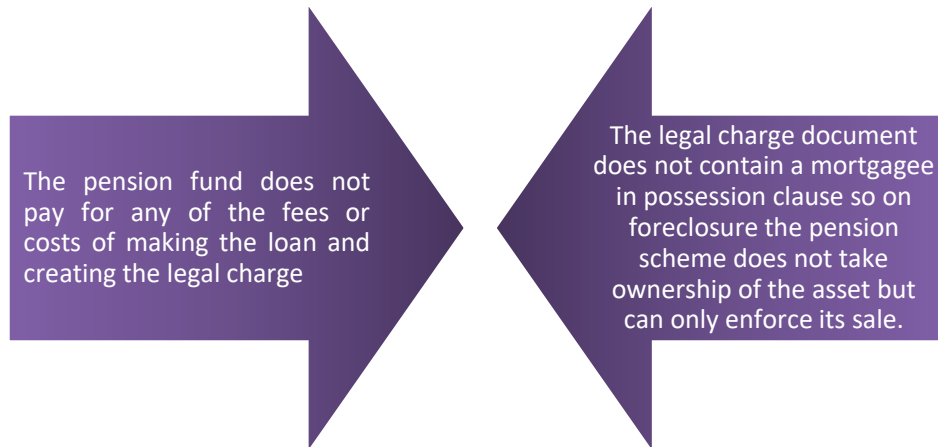 The pension fund does not
pay for any of the fees or
costs of making the loan and
creating the legal charge
The legal charge document
does not contain a mortgagee
in possession clause so on
foreclosure the pension
scheme does not take
ownership of the asset but
can only enforce its sale.